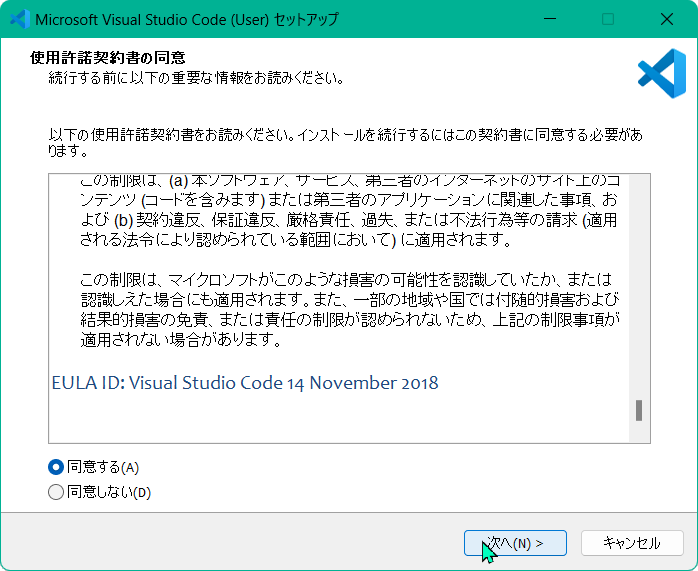 Microsoft Visual Studio Code (User) セットアップ
使用許諾契約書の同意
続行する前に以下の重要な情報をお読みください。
以下の使用許諾契約書をお読みください。インストールを続行するにはこの契約書に同意する必要があ
ります。
この制限は、(a) 本ソフトウェア、サービス、第三者のインターネットのサイト上のコ
ンテンツ (コードを含みます) または第三者のアプリケーションに関連した事項、お
よび (b) 契約違反、保証違反、厳格責任、過失、または不法行為等の請求 (適用
される法令により認められている範囲において) に適用されます。
この制限は、マイクロソフトがこのような損害の可能性を認識していたか、または
認識しえた場合にも適用されます。また、一部の地域や国では付随的損害および
結果的損害の免責、または責任の制限が認められないため、上記の制限事項が
適用されない場合があります。
EULA ID: Visual Studio Code 14 November 2018
同意する(A)
同意しない(D)
次へ(N) >
キャンセル